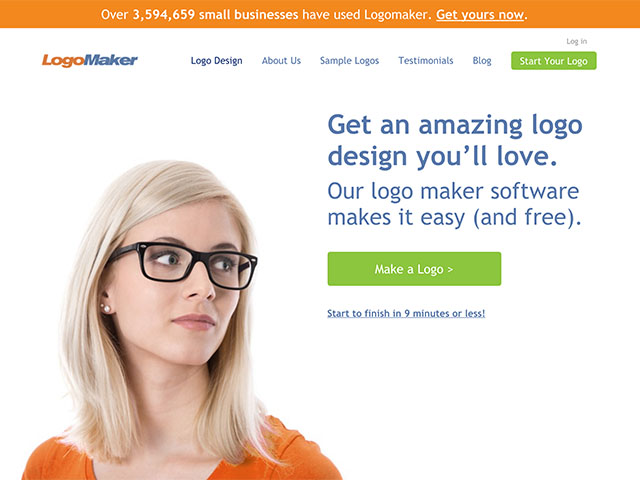 Over 3,594,659 small businesses have used Logomaker. Get yours now.
Log in
LogoMaker
Logo Design About Us Sample Logos Testimonials Blog Start Your Logo
Get an amazing logo
design you’ll love.
Our logo maker software
makes it easy (and free).
Make a Logo >
Start to finish in 9 minutes or less!